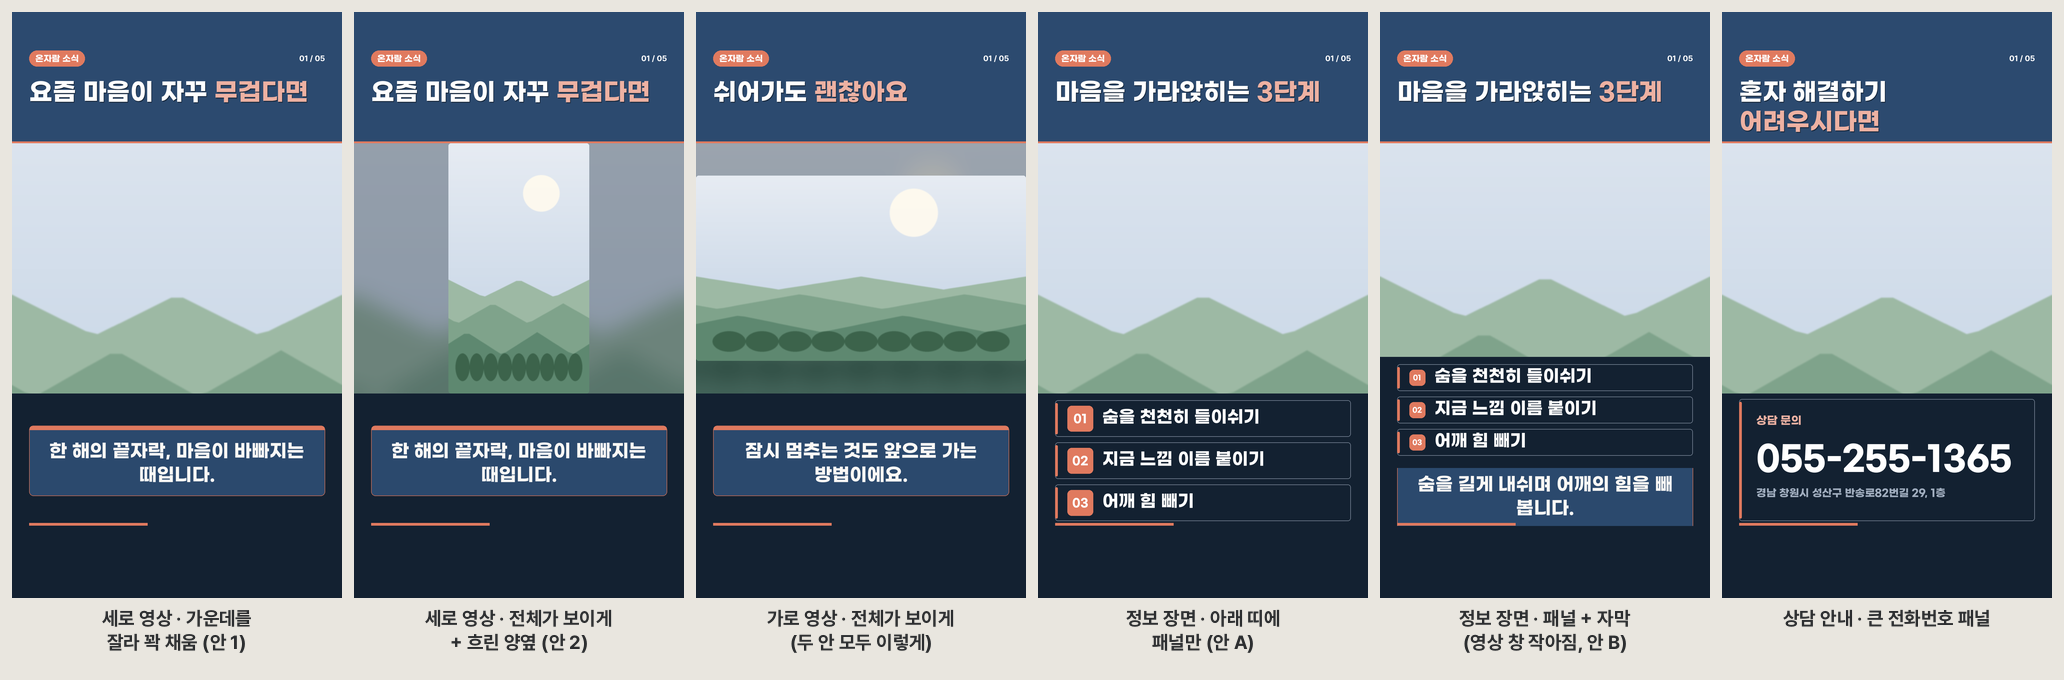 온자람 소식
01 / 05
요즘 마음이 자꾸 무겁다면
한 해의 끝자락, 마음이 바빠지는
때입니다.
세로 영상 · 가운데를
잘라 꽉 채움 (안 1)
온자람 소식
01 / 05
요즘 마음이 자꾸 무겁다면
한 해의 끝자락, 마음이 바빠지는
때입니다.
세로 영상 · 전체가 보이게
+ 흐린 양옆 (안 2)
온자람 소식
01 / 05
쉬어가도 괜찮아요
잠시 멈추는 것도 앞으로 가는
방법이에요.
가로 영상 · 전체가 보이게
(두 안 모두 이렇게)
온자람 소식
01 / 05
마음을 가라앉히는 3단계
01 숨을 천천히 들이쉬기
02 지금 느낌 이름 붙이기
03 어깨 힘 빼기
정보 장면 · 아래 띠에
패널만 (안 A)
온자람 소식
01 / 05
마음을 가라앉히는 3단계
01 숨을 천천히 들이쉬기
02 지금 느낌 이름 붙이기
03 어깨 힘 빼기
숨을 길게 내쉬며 어깨의 힘을 빼
봅니다.
정보 장면 · 패널 + 자막
(영상 창 작아짐, 안 B)
온자람 소식
01 / 05
혼자 해결하기
어려우시다면
상담 문의
055-255-1365
경남 창원시 성산구 반송로82번길 29, 1층
상담 안내 · 큰 전화번호 패널